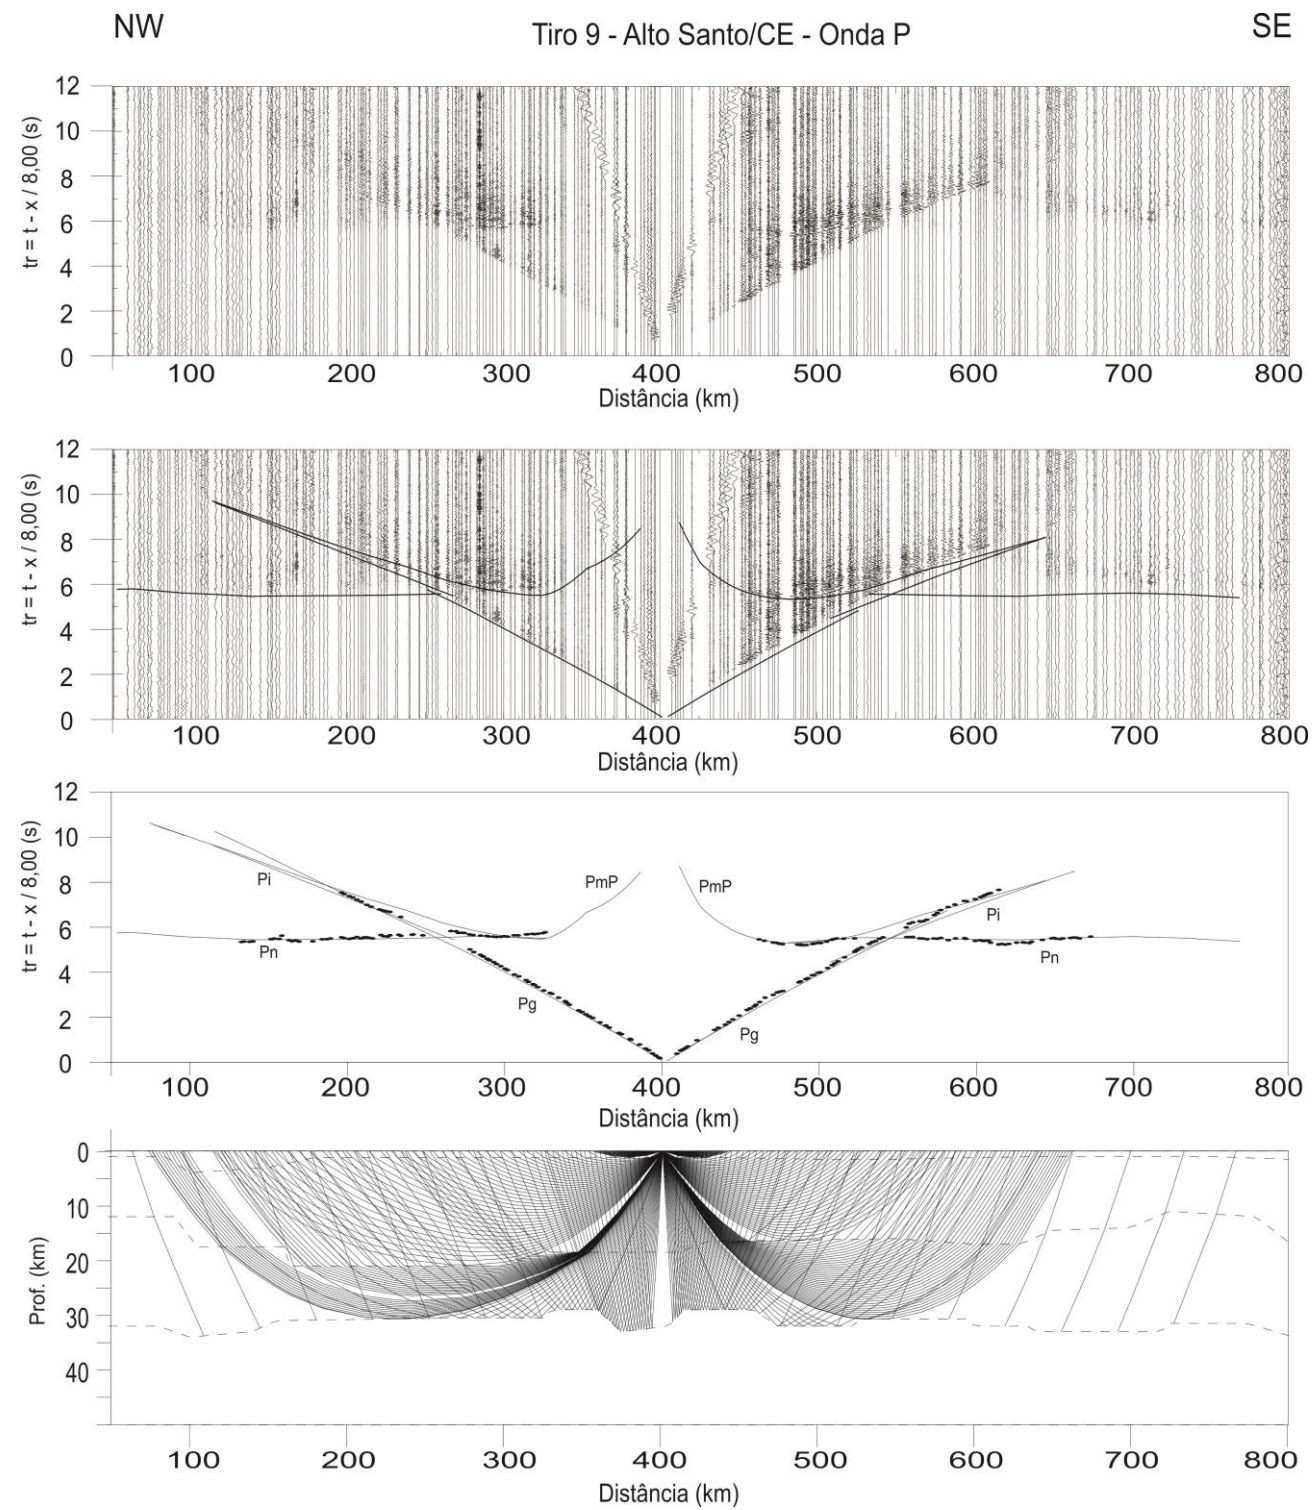 NW Tiro 9 - Alto Santo/CE - Onda P SE
tr = t - x / 8,00 (s)
12
10
8
6
4
2
0
100 200 300 400 500 600 700 800
Distância (km)
tr = t - x / 8,00 (s)
12
10
8
6
4
2
0
100 200 300 400 500 600 700 800
Distância (km)
tr = t - x / 8,00 (s)
12
10
8
6
4
2
0
Pi PmP PmP Pi
Pn Pn
Pg Pg
100 200 300 400 500 600 700 800
Distância (km)
Prof. (km)
0
10
20
30
40
100 200 300 400 500 600 700 800
Distância (km)